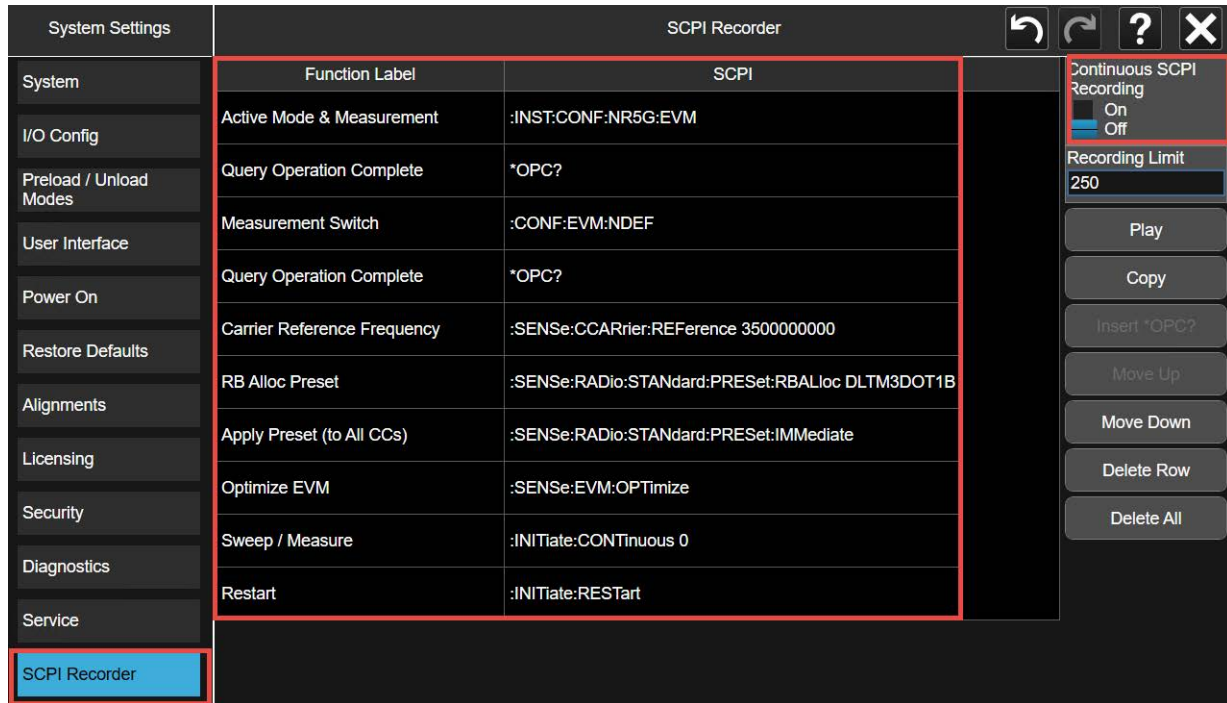 System Settings
SCPI Recorder
System
I/O Config
Preload / Unload
Modes
User Interface
Power On
Restore Defaults
Alignments
Licensing
Security
Diagnostics
Service
SCPI Recorder
Function Label SCPI
Active Mode & Measurement :INST:CONF:NR5G:EVM
Query Operation Complete *OPC?
Measurement Switch :CONF:EVM:NDEF
Query Operation Complete *OPC?
Carrier Reference Frequency :SENSe:CCARrier:REFerence 3500000000
RB Alloc Preset :SENSe:RADio:STANdard:PRESet:RBALloc DLTM3DOT1B
Apply Preset (to All CCs) :SENSe:RADio:STANdard:PRESet:IMMediate
Optimize EVM :SENSe:EVM:OPTimize
Sweep / Measure :INITiate:CONTinuous 0
Restart :INITiate:RESTart
Continuous SCPI
Recording
On
Off
Recording Limit
250
Play
Copy
Insert *OPC?
Move Up
Move Down
Delete Row
Delete All